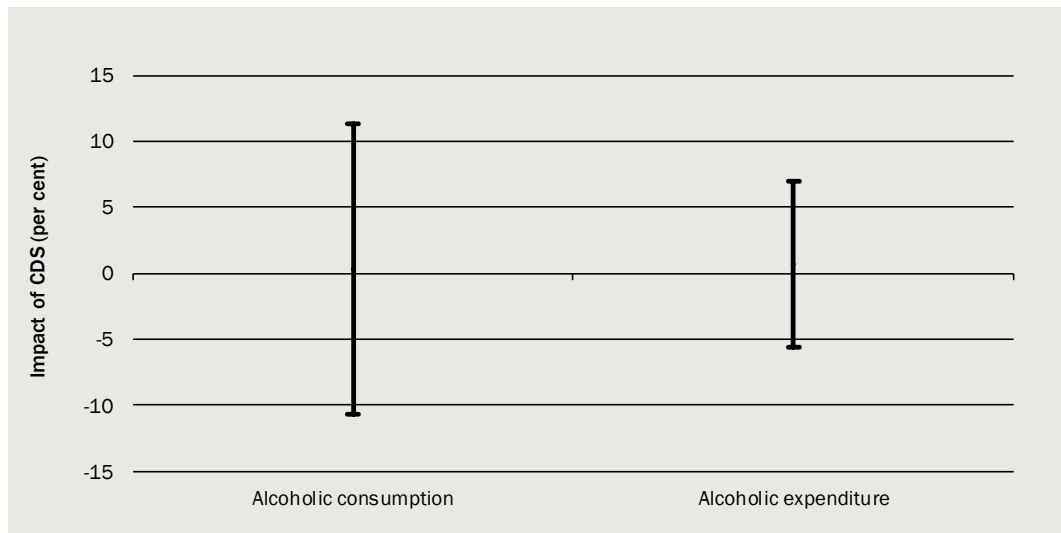 15
10
5
0
-5
-10
-15
Impact of CDS (per cent)
Alcoholic consumption
Alcoholic expenditure